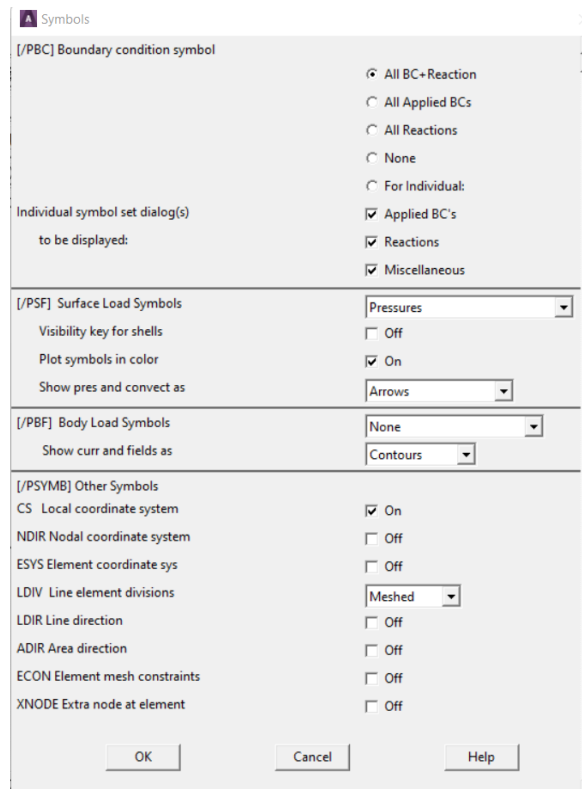 Symbols
[/PBC] Boundary condition symbol
All BC+Reaction
All Applied BCs
All Reactions
None
For Individual:
Individual symbol set dialog(s) Applied BC's
to be displayed: Reactions
Miscellaneous
[/PSF] Surface Load Symbols Pressures
Visibility key for shells Off
Plot symbols in color On
Show pres and convect as Arrows
[/PBF] Body Load Symbols None
Show curr and fields as Contours
[/PSYMB] Other Symbols
CS Local coordinate system On
NDIR Nodal coordinate system Off
ESYS Element coordinate sys Off
LDIV Line element divisions Meshed
LDIR Line direction Off
ADIR Area direction Off
ECON Element mesh constraints Off
XNODE Extra node at element Off
OK Cancel Help